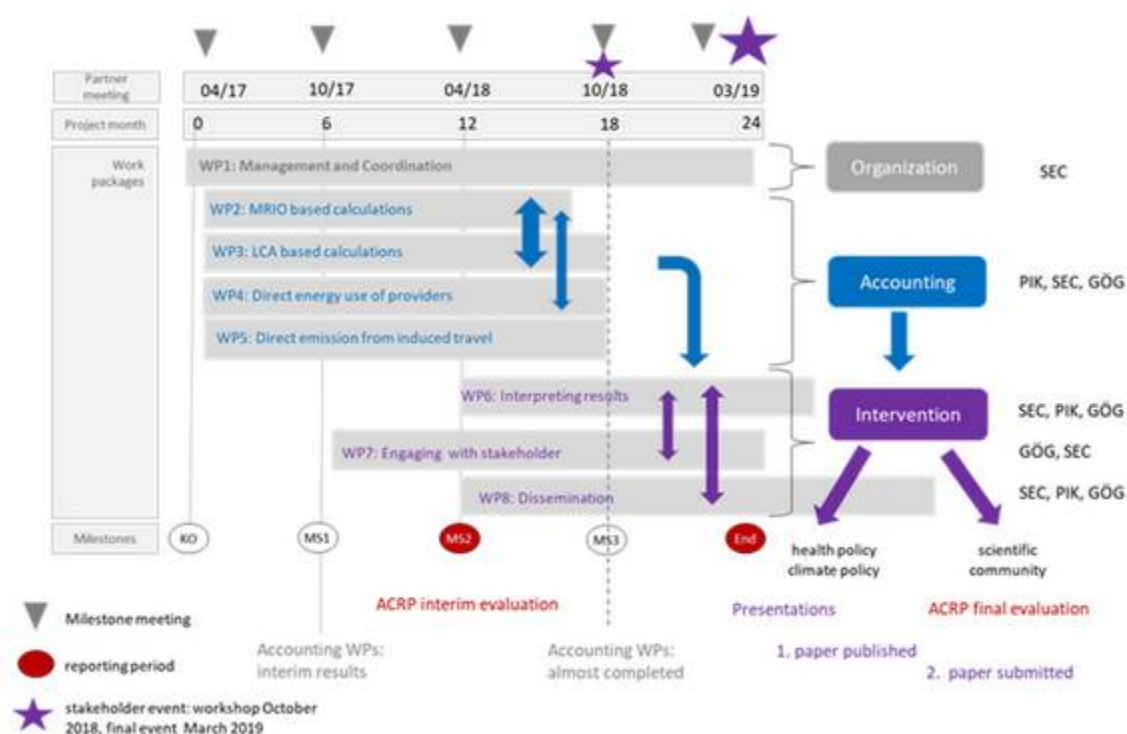 Partner
meeting
04/17
10/17
04/18
10/18
03/19
Project month
0
6
12
18
24
Work
packages
WP1: Management and Coordination
Organization
SEC
WP2: MRIO based calculations
WP3: LCA based calculations
Accounting
PIK, SEC, GÖG
WP4: Direct energy use of providers
WP5: Direct emission from induced travel
WP6: Interpreting results
Intervention
SEC, PIK, GÖG
WP7: Engaging with stakeholder
GÖG, SEC
WP8: Dissemination
SEC, PIK, GÖG
Milestones
KO
MS1
MS2
MS3
End
health policy
climate policy
scientific
community
ACRP interim evaluation
Presentations
ACRP final evaluation
Milestone meeting
Accounting WPs:
interim results
Accounting WPs:
almost completed
1. paper published
2. paper submitted
reporting period
stakeholder event: workshop October
2018, final event March 2019